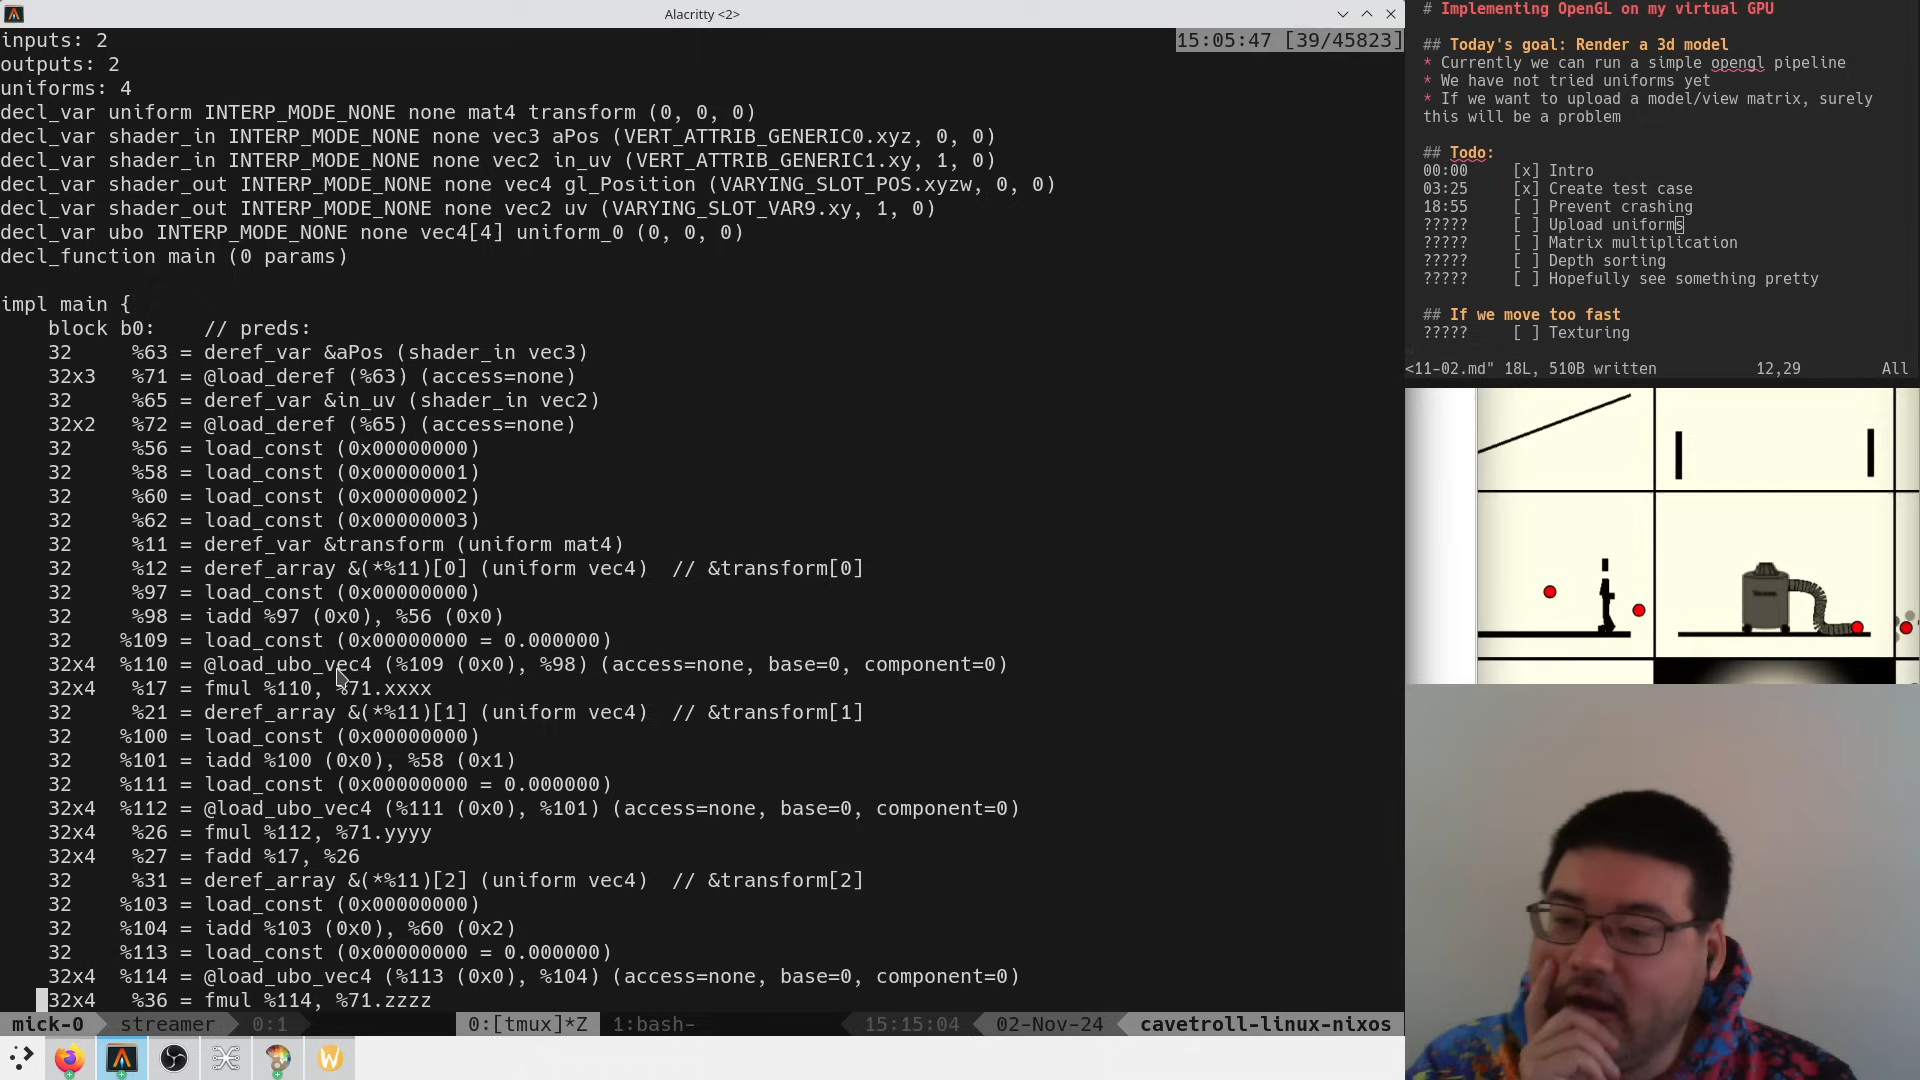 Alacritty <2>
inputs: 2
15:05:47 [39/45823]
outputs: 2
uniforms: 4
decl_var uniform INTERP_MODE_NONE none mat4 transform (0, 0, 0)
decl_var shader_in INTERP_MODE_NONE none vec3 aPos (VERT_ATTRIB_GENERIC0.xyz, 0, 0)
decl_var shader_in INTERP_MODE_NONE none vec2 in_uv (VERT_ATTRIB_GENERIC1.xy, 1, 0)
decl_var shader_out INTERP_MODE_NONE none vec4 gl_Position (VARYING_SLOT_POS.xyzw, 0, 0)
decl_var shader_out INTERP_MODE_NONE none vec2 uv (VARYING_SLOT_VAR9.xy, 1, 0)
decl_var ubo INTERP_MODE_NONE none vec4[4] uniform_0 (0, 0, 0)
decl_function main (0 params)
impl main {
block b0:    // preds:
32     %63 = deref_var &aPos (shader_in vec3)
32x3   %71 = @load_deref (%63) (access=none)
32     %65 = deref_var &in_uv (shader_in vec2)
32x2   %72 = @load_deref (%65) (access=none)
32     %56 = load_const (0x00000000)
32     %58 = load_const (0x00000001)
32     %60 = load_const (0x00000002)
32     %62 = load_const (0x00000003)
32     %11 = deref_var &transform (uniform mat4)
32     %12 = deref_array &(*%11)[0] (uniform vec4)  // &transform[0]
32     %97 = load_const (0x00000000)
32     %98 = iadd %97 (0x0), %56 (0x0)
32    %109 = load_const (0x00000000 = 0.000000)
32x4  %110 = @load_ubo_vec4 (%109 (0x0), %98) (access=none, base=0, component=0)
32x4   %17 = fmul %110, %71.xxxx
32     %21 = deref_array &(*%11)[1] (uniform vec4)  // &transform[1]
32    %100 = load_const (0x00000000)
32    %101 = iadd %100 (0x0), %58 (0x1)
32    %111 = load_const (0x00000000 = 0.000000)
32x4  %112 = @load_ubo_vec4 (%111 (0x0), %101) (access=none, base=0, component=0)
32x4   %26 = fmul %112, %71.yyyy
32x4   %27 = fadd %17, %26
32     %31 = deref_array &(*%11)[2] (uniform vec4)  // &transform[2]
32    %103 = load_const (0x00000000)
32    %104 = iadd %103 (0x0), %60 (0x2)
32    %113 = load_const (0x00000000 = 0.000000)
32x4  %114 = @load_ubo_vec4 (%113 (0x0), %104) (access=none, base=0, component=0)
32x4   %36 = fmul %114, %71.zzzz
mick-0 streamer 0:1 0:[tmux]*Z 1:bash- 15:15:04 02-Nov-24 cavetroll-linux-nixos
# Implementing OpenGL on my virtual GPU
## Today's goal: Render a 3d model
* Currently we can run a simple opengl pipeline
* We have not tried uniforms yet
* If we want to upload a model/view matrix, surely
this will be a problem
## Todo:
00:00    [x] Intro
03:25    [x] Create test case
18:55    [ ] Prevent crashing
?????    [ ] Upload uniforms
?????    [ ] Matrix multiplication
?????    [ ] Depth sorting
?????    [ ] Hopefully see something pretty
## If we move too fast
?????    [ ] Texturing
<11-02.md" 18L, 510B written    12,29    All